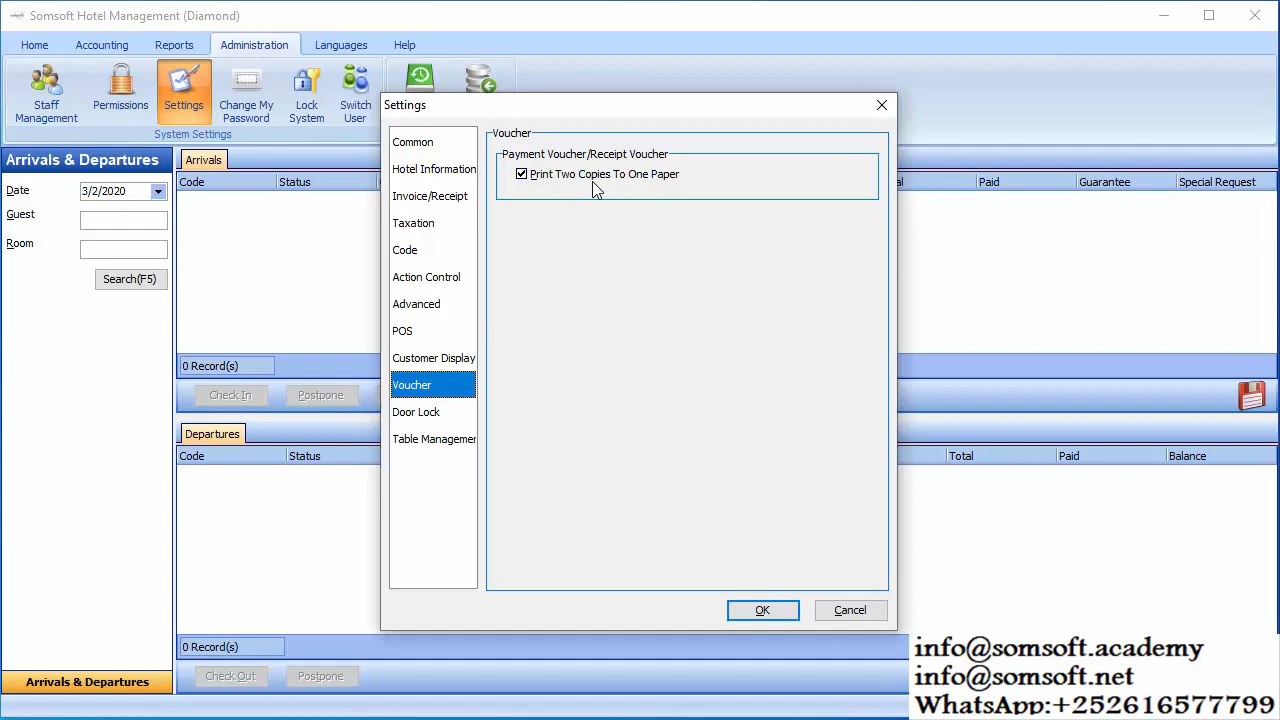 Somsoft Hotel Management (Diamond)
Home Accounting Reports Administration Languages Help
Staff Management
Permissions
Settings
Change My Password
Lock System
Switch User
System Settings
Arrivals & Departures
Date 3/2/2020
Guest
Room
Search(F5)
Arrivals
Code Status Paid Guarantee Special Request
0 Record(s)
Check In Postpone
Departures
Code Status Total Paid Balance
0 Record(s)
Check Out Postpone
Arrivals & Departures
Settings
Common
Hotel Information
Invoice/Receipt
Taxation
Code
Action Control
Advanced
POS
Customer Display
Voucher
Door Lock
Table Managemer
Voucher
Payment Voucher/Receipt Voucher
Print Two Copies To One Paper
OK Cancel
info@somsoft.academy
info@somsoft.net
WhatsApp:+252616577799